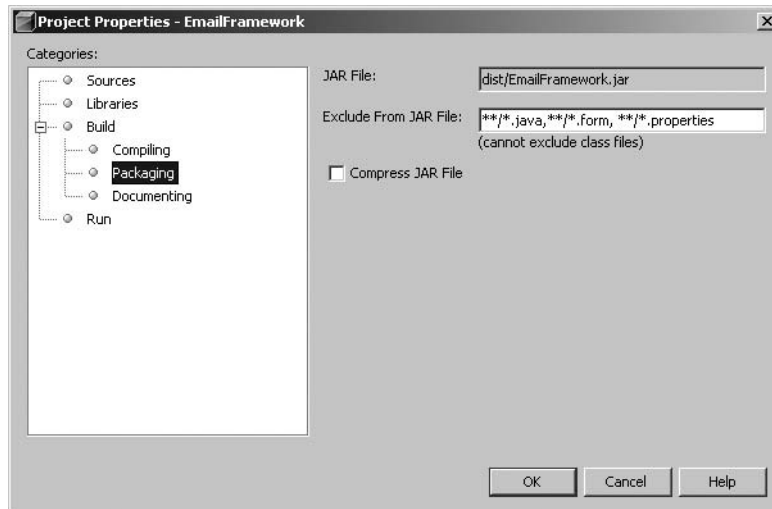 Project Properties - EmailFramework
Categories:
Sources
Libraries
Build
Compiling
Packaging
Documenting
Run
JAR File:
dist/EmailFramework.jar
Exclude From JAR File:
**/*.java,**/*.form, **/*.properties
(cannot exclude class files)
Compress JAR File
OK
Cancel
Help